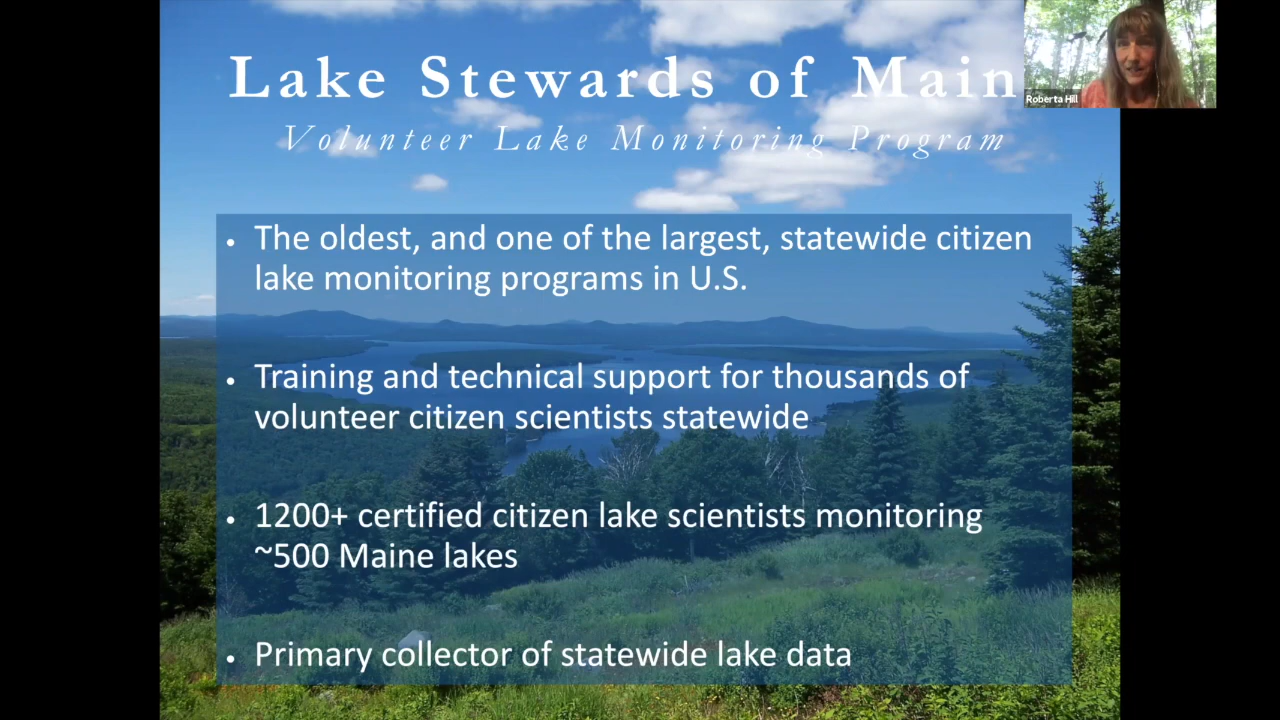 Lake Stewards of Main
Roberta Hill
Volunteer Lake Monitoring Program
• The oldest, and one of the largest, statewide citizen
lake monitoring programs in U.S.
• Training and technical support for thousands of
volunteer citizen scientists statewide
• 1200+ certified citizen lake scientists monitoring
~500 Maine lakes
• Primary collector of statewide lake data